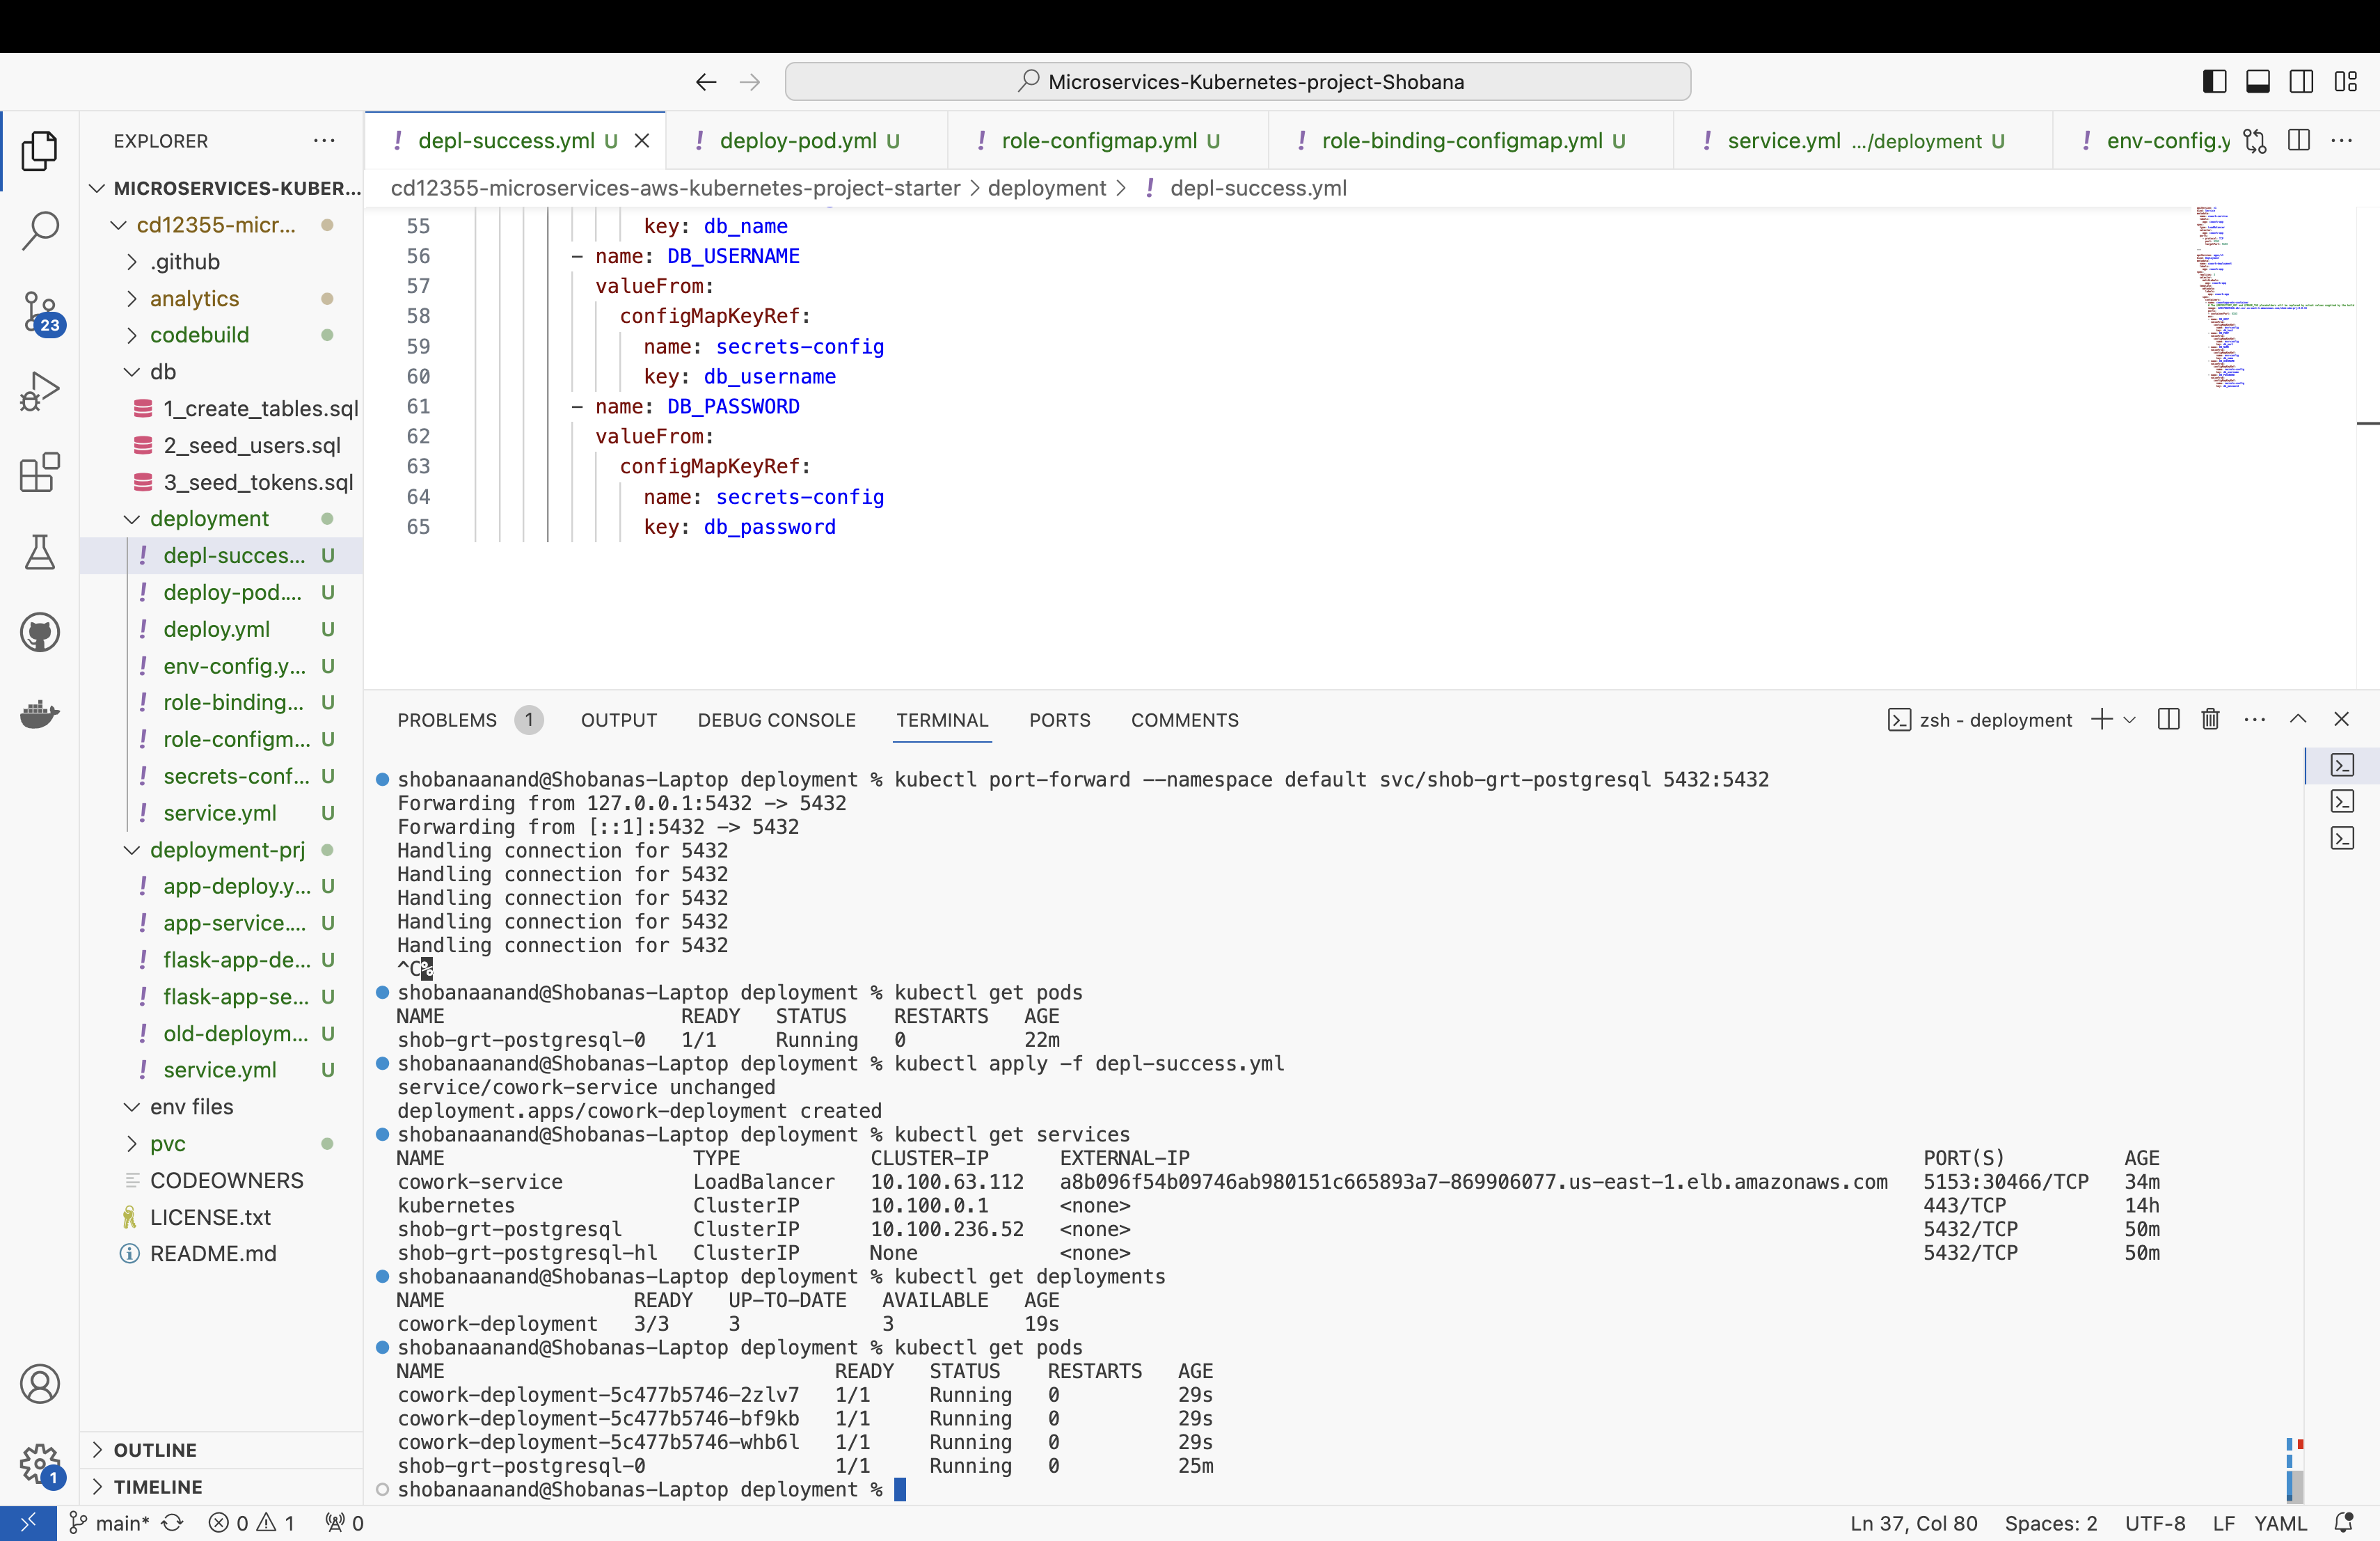 Microservices-Kubernetes-project-Shobana
EXPLORER
depl-success.yml U
deploy-pod.yml U
role-configmap.yml U
role-binding-configmap.yml U
service.yml .../deployment U
env-config.y
MICROSERVICES-KUBER...
cd12355-micr...
.github
analytics
codebuild
db
1_create_tables.sql
2_seed_users.sql
3_seed_tokens.sql
deployment
depl-succes... U
deploy-pod.... U
deploy.yml U
env-config.y... U
role-binding... U
role-configm... U
secrets-conf... U
service.yml U
deployment-prj
app-deploy.y... U
app-service.... U
flask-app-de... U
flask-app-se... U
old-deploym... U
service.yml U
env files
pvc
CODEOWNERS
LICENSE.txt
README.md
OUTLINE
TIMELINE
23
1
cd12355-microservices-aws-kubernetes-project-starter > deployment > ! depl-success.yml
55 key: db_name
56 - name: DB_USERNAME
57 valueFrom:
58 configMapKeyRef:
59 name: secrets-config
60 key: db_username
61 - name: DB_PASSWORD
62 valueFrom:
63 configMapKeyRef:
64 name: secrets-config
65 key: db_password
PROBLEMS 1 OUTPUT DEBUG CONSOLE TERMINAL PORTS COMMENTS
zsh - deployment
shobanaanand@Shobanas-Laptop deployment % kubectl port-forward --namespace default svc/shob-grt-postgresql 5432:5432
Forwarding from 127.0.0.1:5432 -> 5432
Forwarding from [::1]:5432 -> 5432
Handling connection for 5432
Handling connection for 5432
Handling connection for 5432
Handling connection for 5432
Handling connection for 5432
^C%
shobanaanand@Shobanas-Laptop deployment % kubectl get pods
NAME READY STATUS RESTARTS AGE
shob-grt-postgresql-0 1/1 Running 0 22m
shobanaanand@Shobanas-Laptop deployment % kubectl apply -f depl-success.yml
service/cowork-service unchanged
deployment.apps/cowork-deployment created
shobanaanand@Shobanas-Laptop deployment % kubectl get services
NAME TYPE CLUSTER-IP EXTERNAL-IP PORT(S) AGE
cowork-service LoadBalancer 10.100.63.112 a8b096f54b09746ab980151c665893a7-869906077.us-east-1.elb.amazonaws.com 5153:30466/TCP 34m
kubernetes ClusterIP 10.100.0.1 <none> 443/TCP 14h
shob-grt-postgresql ClusterIP 10.100.236.52 <none> 5432/TCP 50m
shob-grt-postgresql-hl ClusterIP None <none> 5432/TCP 50m
shobanaanand@Shobanas-Laptop deployment % kubectl get deployments
NAME READY UP-TO-DATE AVAILABLE AGE
cowork-deployment 3/3 3 3 19s
shobanaanand@Shobanas-Laptop deployment % kubectl get pods
NAME READY STATUS RESTARTS AGE
cowork-deployment-5c477b5746-2zlv7 1/1 Running 0 29s
cowork-deployment-5c477b5746-bf9kb 1/1 Running 0 29s
cowork-deployment-5c477b5746-whb6l 1/1 Running 0 29s
shob-grt-postgresql-0 1/1 Running 0 25m
shobanaanand@Shobanas-Laptop deployment %
main* 0 1 0
Ln 37, Col 80 Spaces: 2 UTF-8 LF YAML